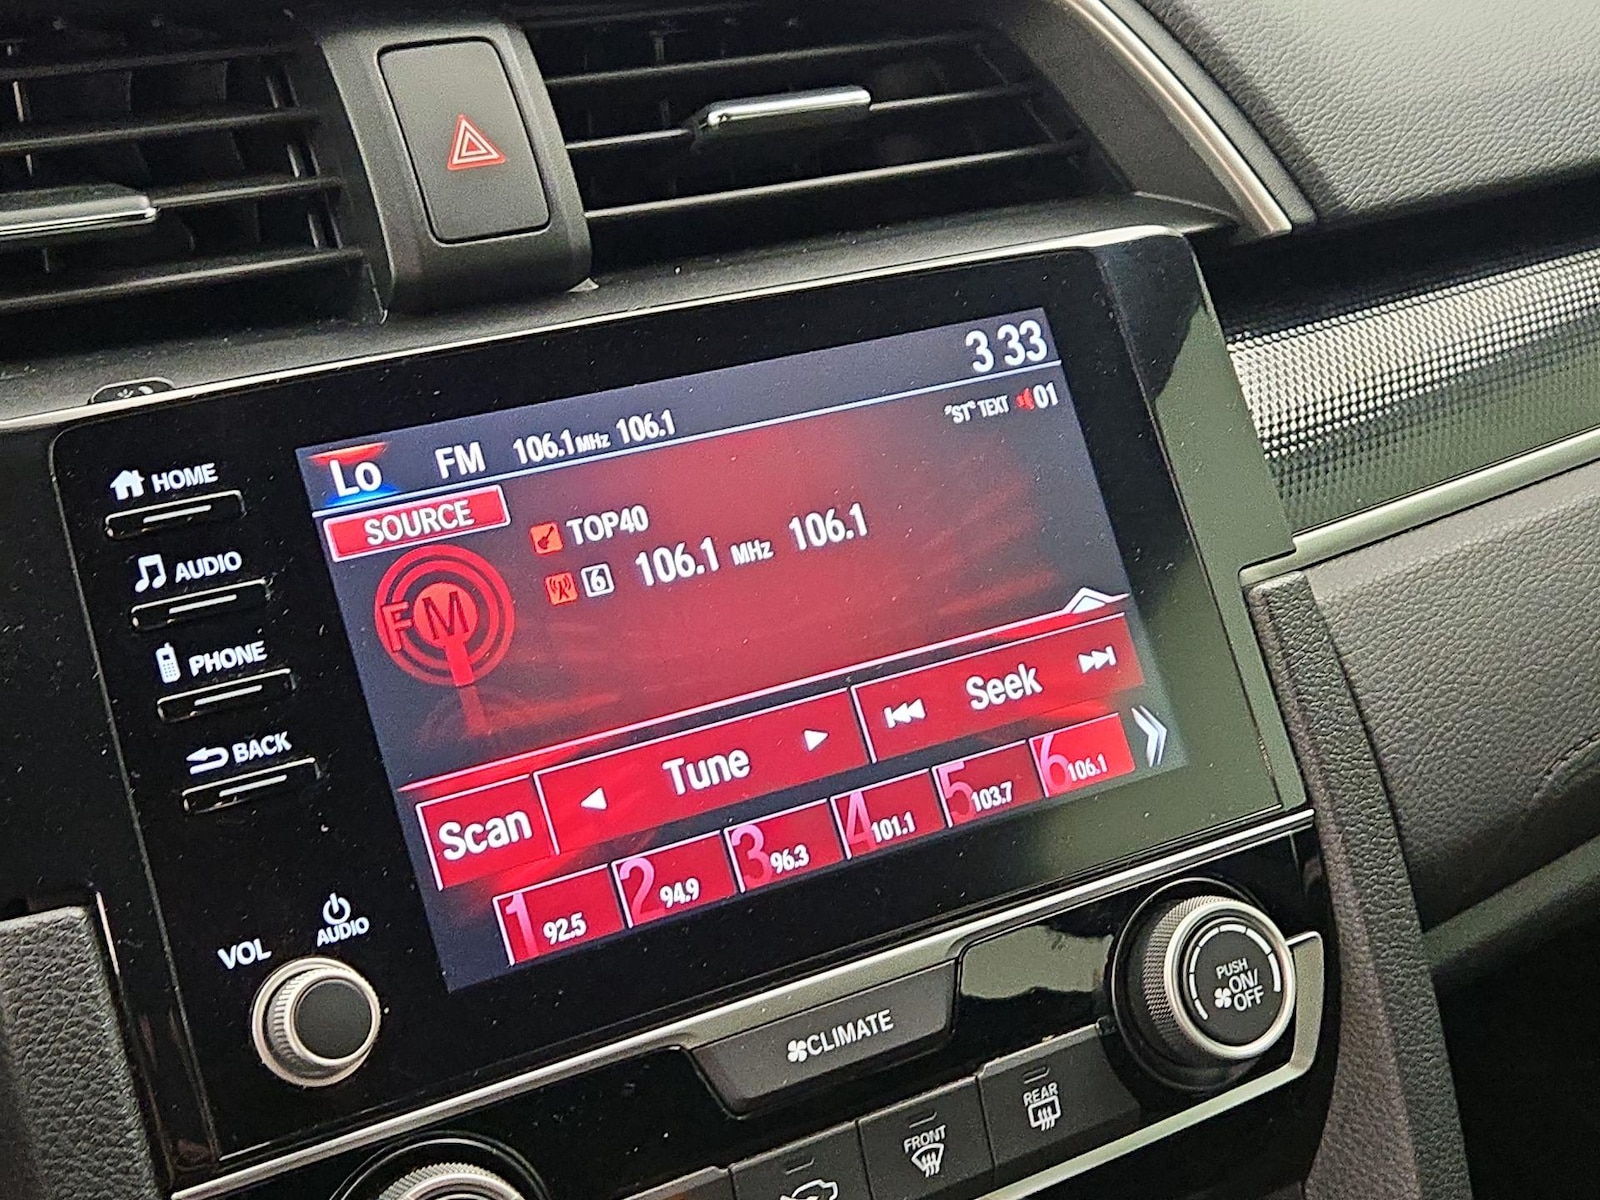 3 33
Lo FM 106.1 MHz 106.1
"ST" TEXT 01
SOURCE
TOP40
6 106.1 MHz 106.1
FM
Scan Tune Seek
1 92.5 2 94.9 3 96.3 4 101.1 5 103.7 6 106.1
HOME
AUDIO
PHONE
BACK
VOL
AUDIO
PUSH
ON/
OFF
CLIMATE
REAR
FRONT